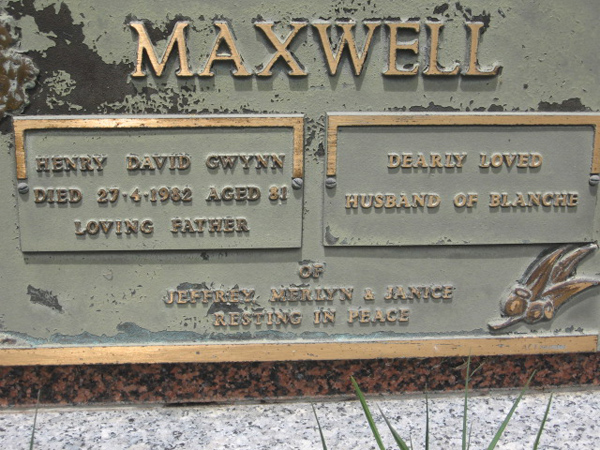 MAXWELL
HENRY DAVID GWYNN
DIED 27·4·1982 AGED 81
LOVING FATHER
DEARLY LOVED
HUSBAND OF BLANCHE
OF
JEFFREY, MERLYN & JANICE
RESTING IN PEACE